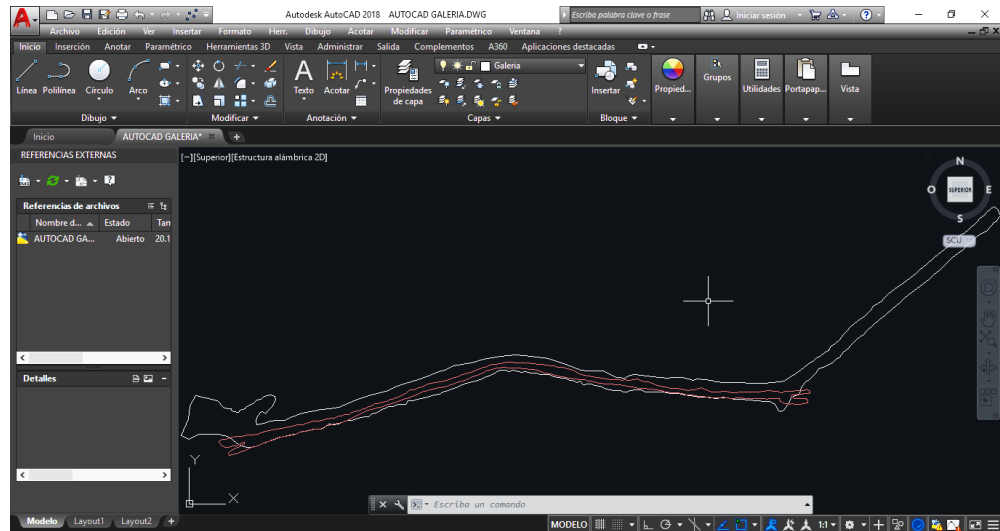 Autodesk AutoCAD 2018 AUTOCAD GALERIA.DWG
Escriba palabra clave o frase
Iniciar sesión
Archivo Edición Ver Insertar Formato Herr. Dibujo Acotar Modificar Paramétrico Ventana ?
Inicio Inserción Anotar Paramétrico Herramientas 3D Vista Administrar Salida Complementos A360 Aplicaciones destacadas
Galeria
Línea Polilínea Círculo Arco
Texto Acotar
Propiedades de capa
Insertar
Propied...
Grupos
Utilidades
Portapap...
Vista
Dibujo Modificar Anotación Capas Bloque
Inicio AUTOCAD GALERIA*
REFERENCIAS EXTERNAS
[−][Superior][Estructura alámbrica 2D]
N
O SUPERIOR E
S
SCU
Referencias de archivos
Nombre d... Estado Tan
AUTOCAD GA... Abierto 20.1
Detalles
Y
X
Escriba un comando
Modelo Layout1 Layout2 +
MODELO 1:1